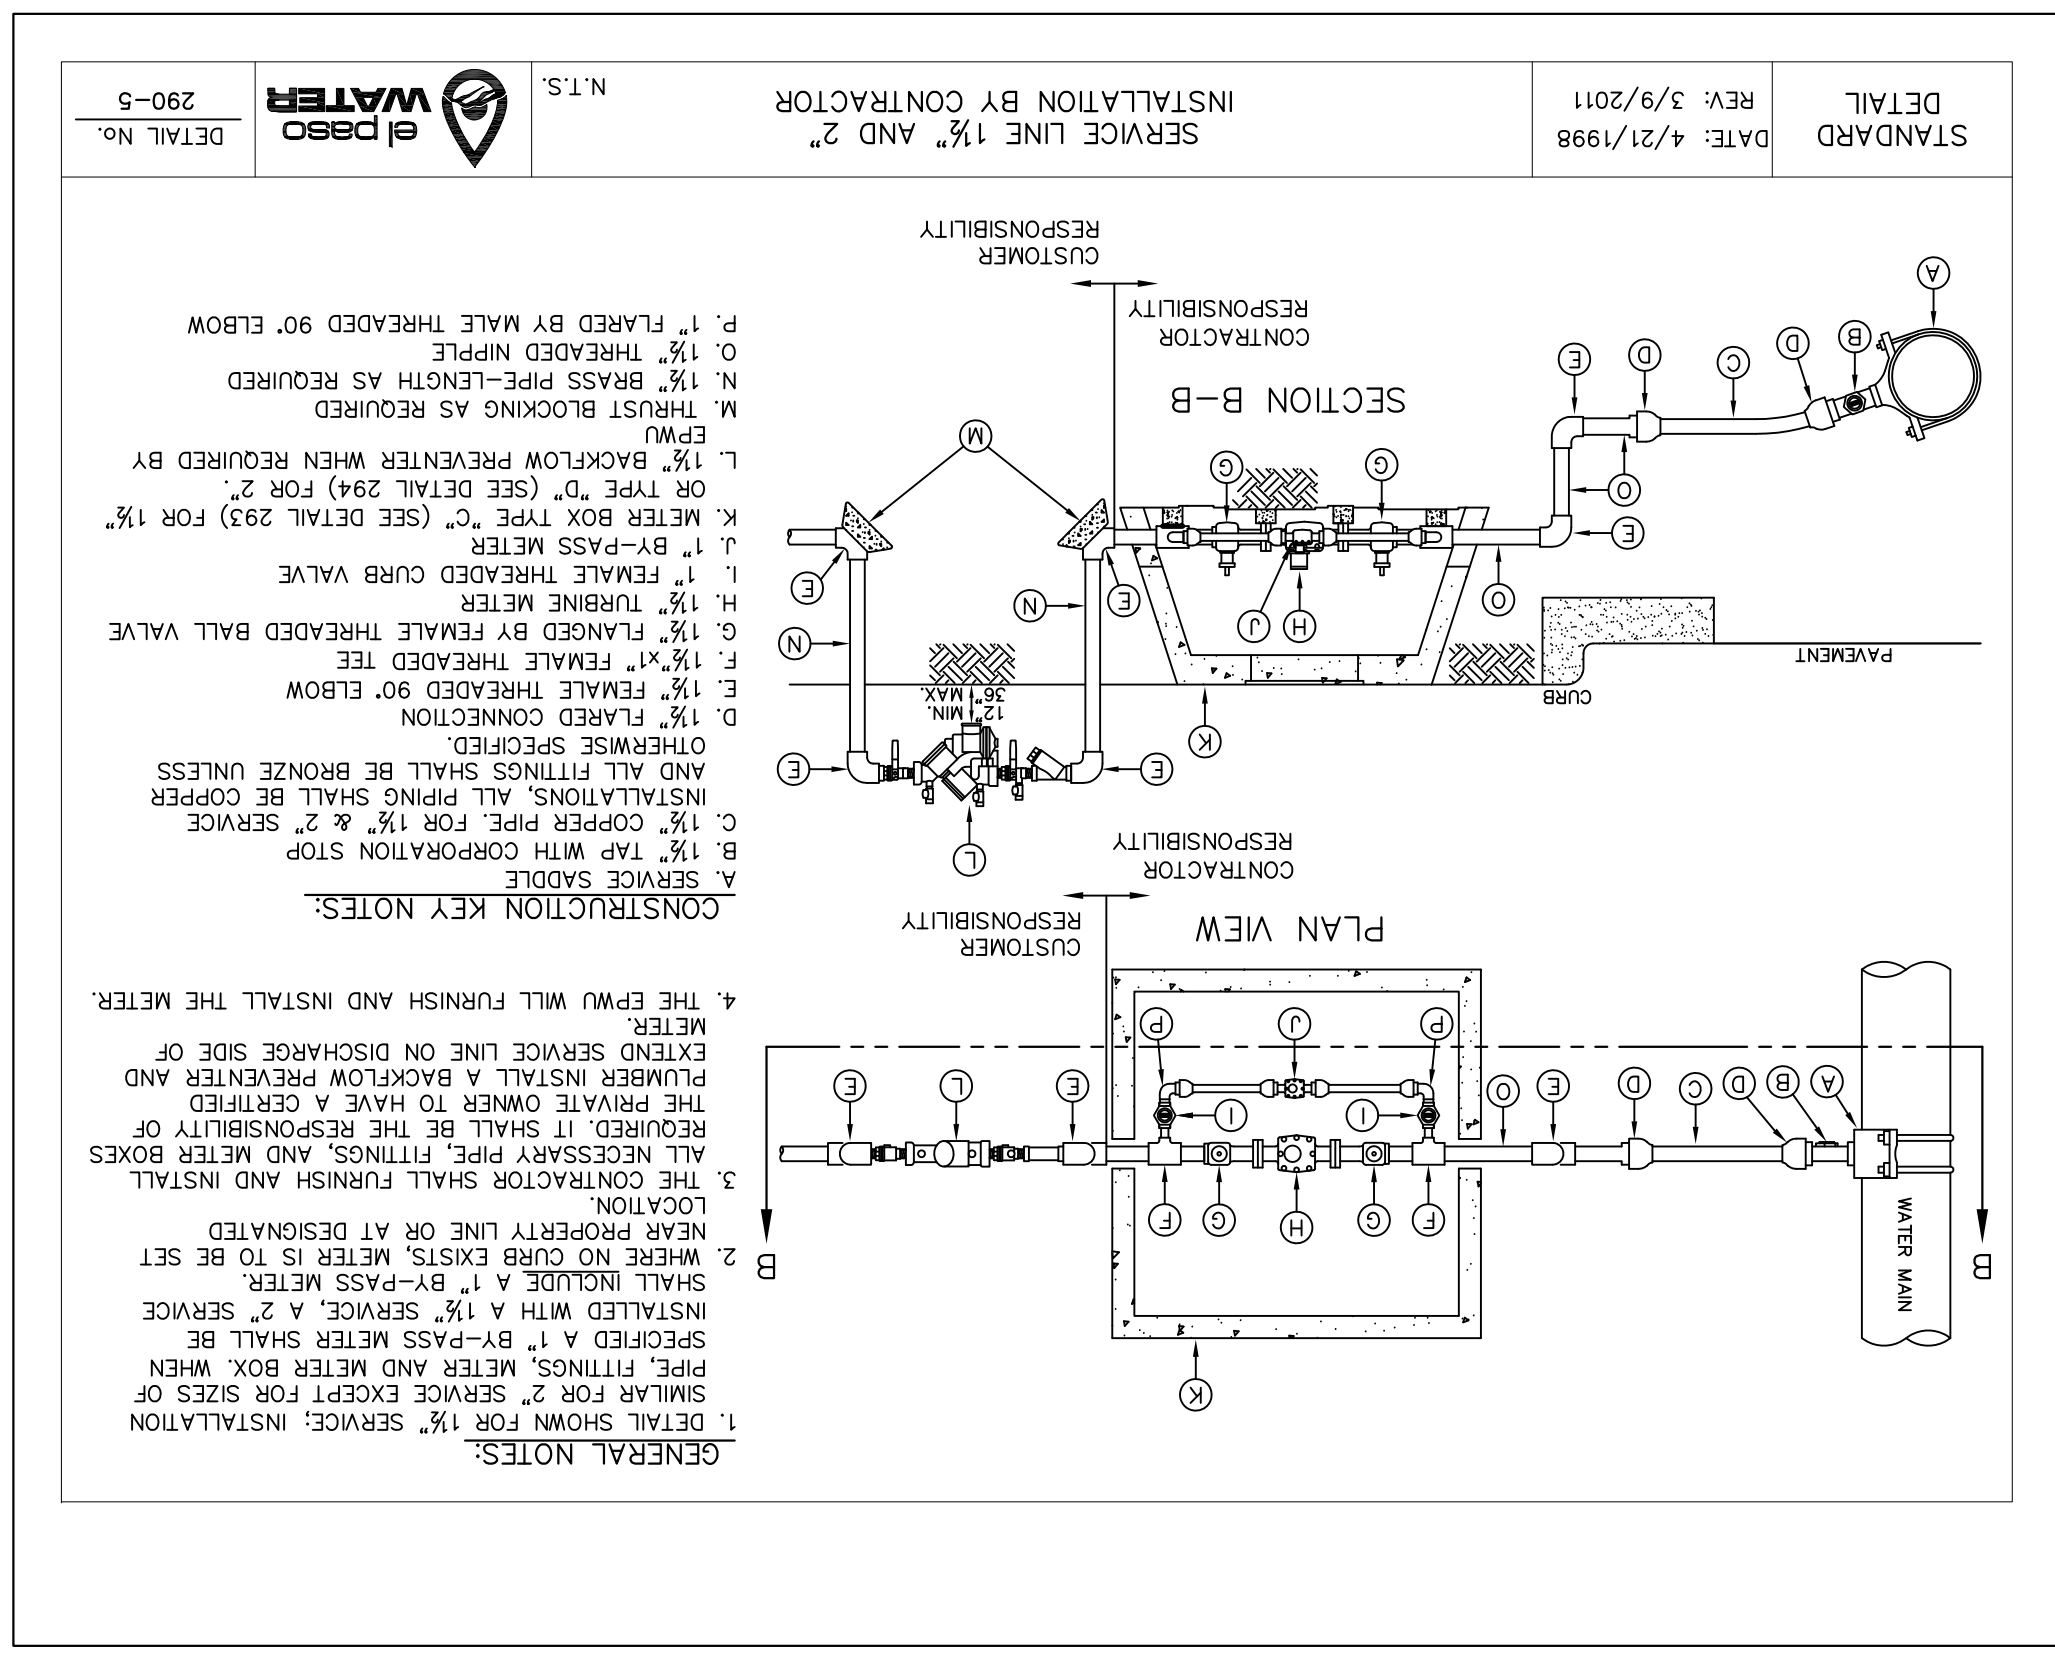 GENERAL NOTES:
1. DETAIL SHOWN FOR 1½" SERVICE; INSTALLATION
SIMILAR FOR 2" SERVICE EXCEPT FOR SIZES OF
PIPE, FITTINGS, METER AND METER BOX. WHEN
SPECIFIED A 1" BY-PASS METER SHALL BE
INSTALLED WITH A 1½" SERVICE, A 2" SERVICE
SHALL INCLUDE A 1" BY-PASS METER.
2. WHERE NO CURB EXISTS, METER IS TO BE SET
NEAR PROPERTY LINE OR AT DESIGNATED
LOCATION.
3. THE CONTRACTOR SHALL FURNISH AND INSTALL
ALL NECESSARY PIPE, FITTINGS, AND METER BOXES
REQUIRED. IT SHALL BE THE RESPONSIBILITY OF
THE PRIVATE OWNER TO HAVE A CERTIFIED
PLUMBER INSTALL A BACKFLOW PREVENTER AND
EXTEND SERVICE LINE ON DISCHARGE SIDE OF
METER.
4. THE EPWU WILL FURNISH AND INSTALL THE METER.
CONSTRUCTION KEY NOTES:
A. SERVICE SADDLE
B. 1½" TAP WITH CORPORATION STOP
C. 1½" COPPER PIPE. FOR 1½" & 2" SERVICE
INSTALLATIONS, ALL PIPING SHALL BE COPPER
AND ALL FITTINGS SHALL BE BRONZE UNLESS
OTHERWISE SPECIFIED.
D. 1½" FLARED CONNECTION
E. 1½" FEMALE THREADED 90° ELBOW
F. 1½"x1" FEMALE THREADED TEE
G. 1½" FLANGED BY FEMALE THREADED BALL VALVE
H. 1½" TURBINE METER
I. 1" FEMALE THREADED CURB VALVE
J. 1" BY-PASS METER
K. METER BOX TYPE "C" (SEE DETAIL 293) FOR 1½"
OR TYPE "D" (SEE DETAIL 294) FOR 2".
L. 1½" BACKFLOW PREVENTER WHEN REQUIRED BY
EPWU
M. THRUST BLOCKING AS REQUIRED
N. 1½" BRASS PIPE-LENGTH AS REQUIRED
O. 1½" THREADED NIPPLE
P. 1" FLARED BY MALE THREADED 90° ELBOW
K
WATER MAIN
B
B
F
G
H
G
F
A
B
D
C
D
E
O
I
I
E
L
E
P
J
P
PLAN VIEW
CUSTOMER
RESPONSIBILITY
CONTRACTOR
RESPONSIBILITY
L
E
E
K
12" MIN.
36" MAX.
CURB
PAVEMENT
N
N
H
J
O
E
E
E
O
G
G
M
A
B
D
C
D
E
SECTION B-B
CONTRACTOR
RESPONSIBILITY
CUSTOMER
RESPONSIBILITY
STANDARD
DETAIL
DATE: 4/21/1998
REV: 3/9/2011
SERVICE LINE 1½" AND 2"
INSTALLATION BY CONTRACTOR
N.T.S.
el paso
WATER
DETAIL No.
290-5